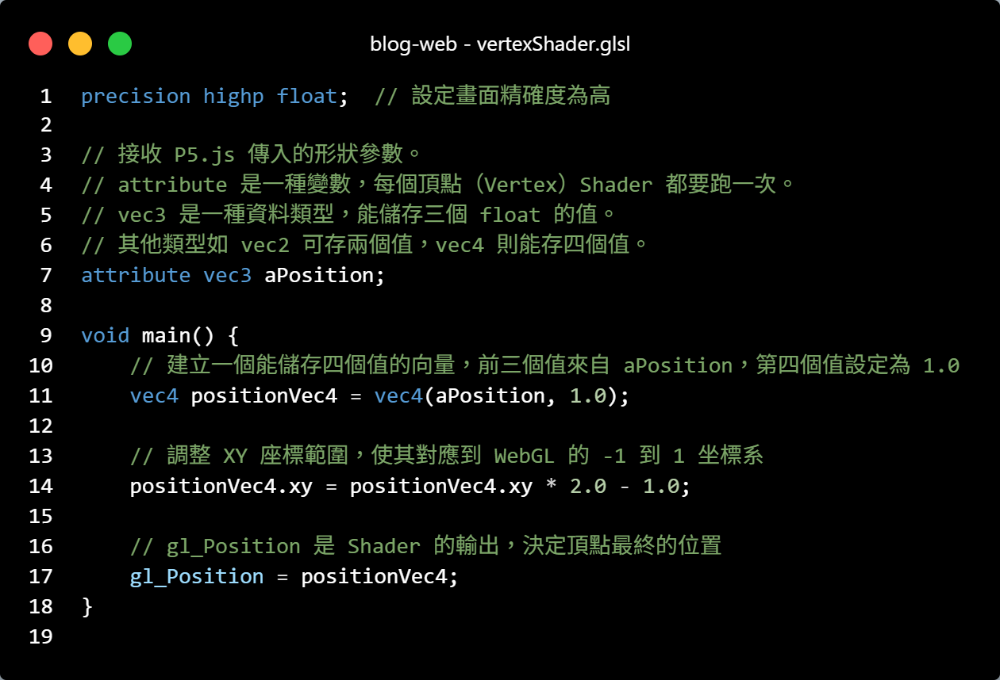 blog-web - vertexShader.glsl
1 precision highp float;  // 設定畫面精確度為高
2
3 // 接收 P5.js 傳入的形狀參數。
4 // attribute 是一種變數，每個頂點（Vertex）Shader 都要跑一次。
5 // vec3 是一種資料類型，能儲存三個 float 的值。
6 // 其他類型如 vec2 可存兩個值，vec4 則能存四個值。
7 attribute vec3 aPosition;
8
9 void main() {
10     // 建立一個能儲存四個值的向量，前三個值來自 aPosition，第四個值設定為 1.0
11     vec4 positionVec4 = vec4(aPosition, 1.0);
12
13     // 調整 XY 座標範圍，使其對應到 WebGL 的 -1 到 1 坐標系
14     positionVec4.xy = positionVec4.xy * 2.0 - 1.0;
15
16     // gl_Position 是 Shader 的輸出，決定頂點最終的位置
17     gl_Position = positionVec4;
18 }
19